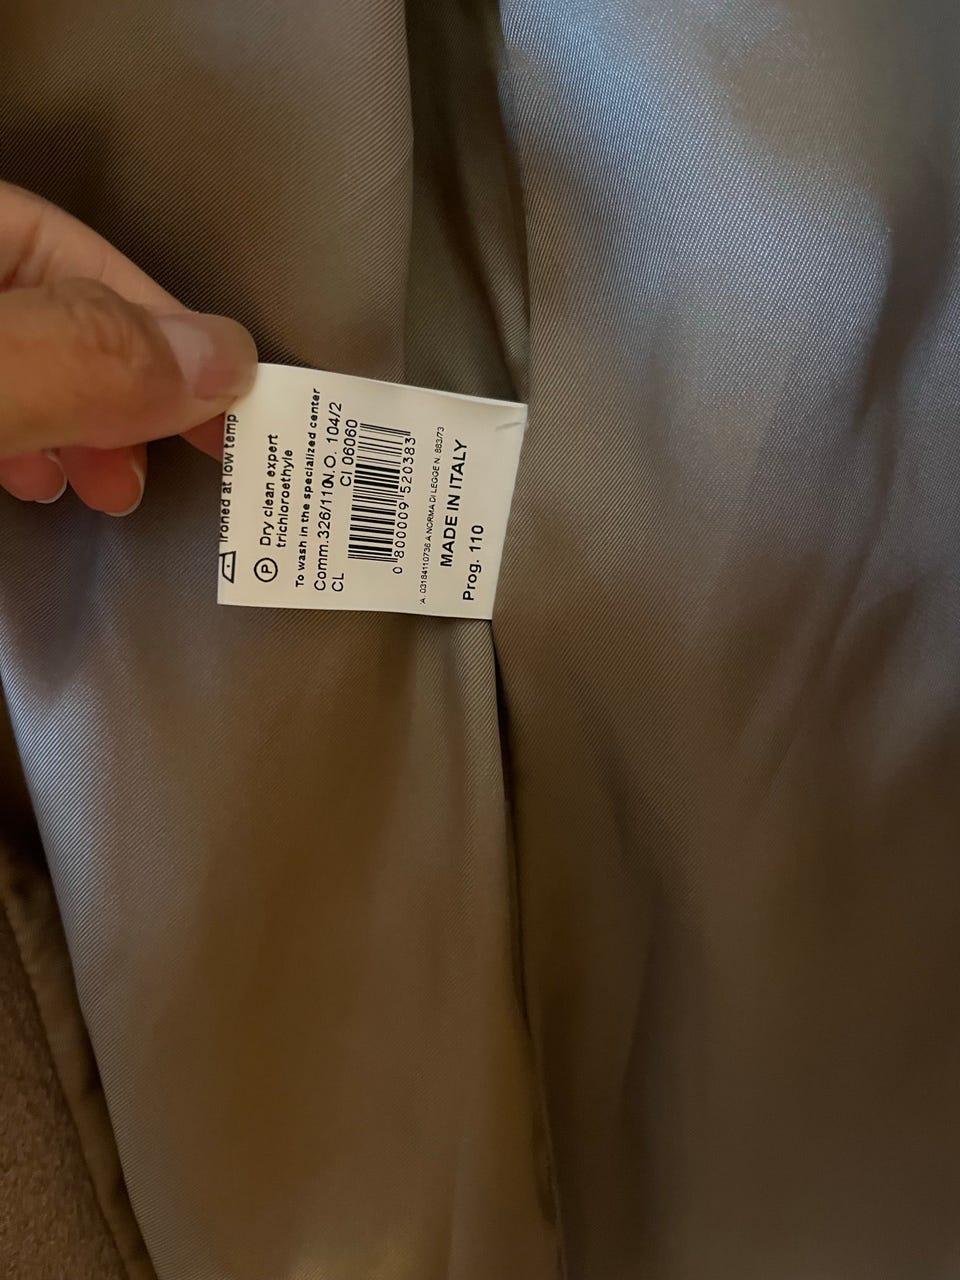 Ironed at low temp
P
Dry clean expert
trichloroethyle
To wash in the specialized center
Comm.326/110N.O. 104/2
CL
CI 06060
0 800009 520383
A. 03184110736 A NORMA DI LEGGE N. 883/73
MADE IN ITALY
Prog. 110